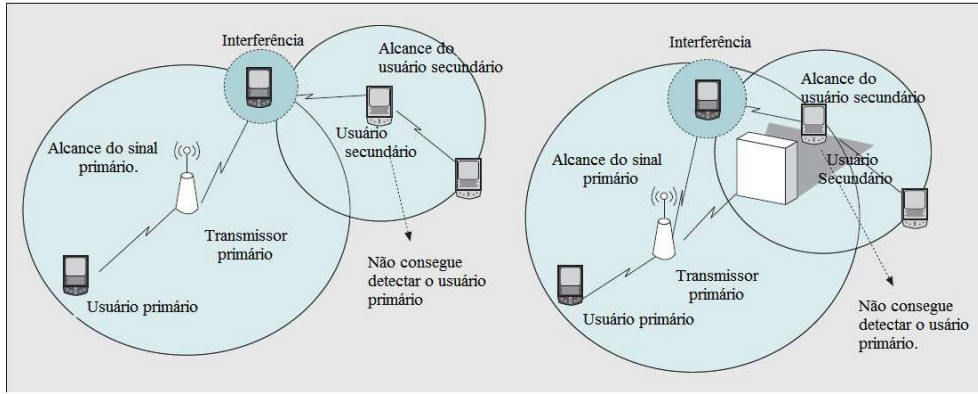 Interferência
Alcance do
usuário secundário
Alcance do sinal
primário.
Usuário
secundário
Transmissor
primário
Usuário primário
Não consegue
detectar o usuário
primário
Interferência
Alcance do
usuário secundário
Alcance do sinal
primário
Usuário
Secundário
Transmissor
primário
Usuário primário
Não consegue
detectar o usário
primário.